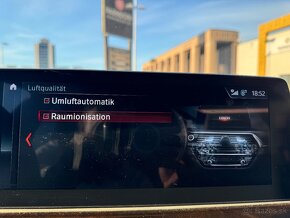 Luftqualität
18:52
Umluftautomatik
Raumionisation